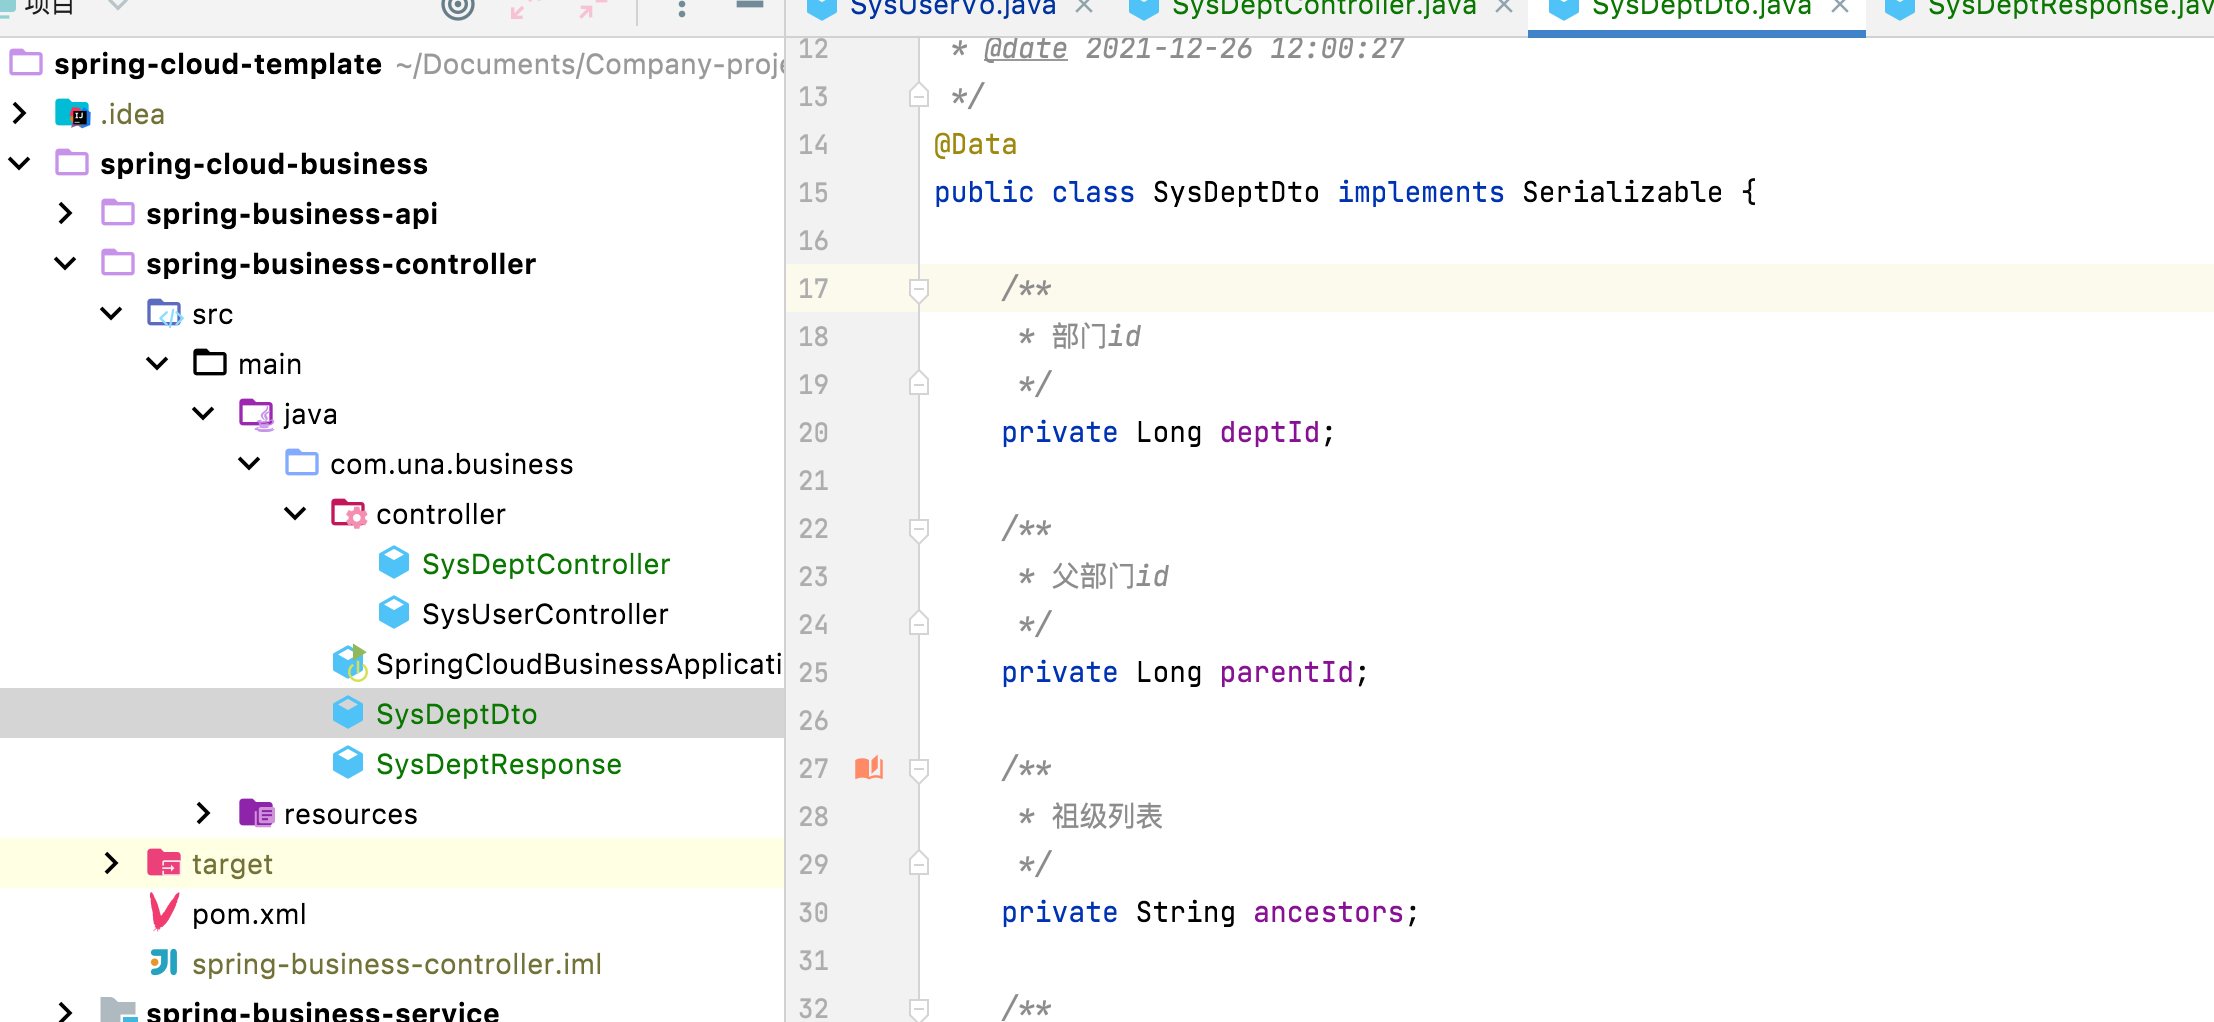 项目
spring-cloud-template ~/Documents/Company-proje
.idea
spring-cloud-business
spring-business-api
spring-business-controller
src
main
java
com.una.business
controller
SysDeptController
SysUserController
SpringCloudBusinessApplicati
SysDeptDto
SysDeptResponse
resources
target
pom.xml
spring-business-controller.iml
spring-business-service
SysUserVo.java SysDeptController.java SysDeptDto.java SysDeptResponse.jav
12 * @date 2021-12-26 12:00:27
13 */
14 @Data
15 public class SysDeptDto implements Serializable {
16
17 /**
18 * 部门id
19 */
20 private Long deptId;
21
22 /**
23 * 父部门id
24 */
25 private Long parentId;
26
27 /**
28 * 祖级列表
29 */
30 private String ancestors;
31
32 /**